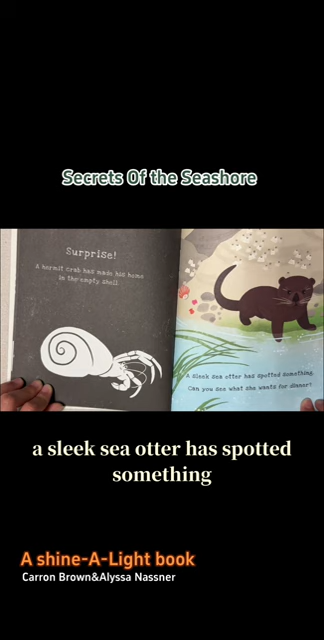 Secrets Of the Seashore
Surprise!
A hermit crab has made his home
in the empty shell.
A sleek sea otter has spotted something.
Can you see what she wants for dinner?
a sleek sea otter has spotted
something
A shine-A-Light book
Carron Brown&Alyssa Nassner